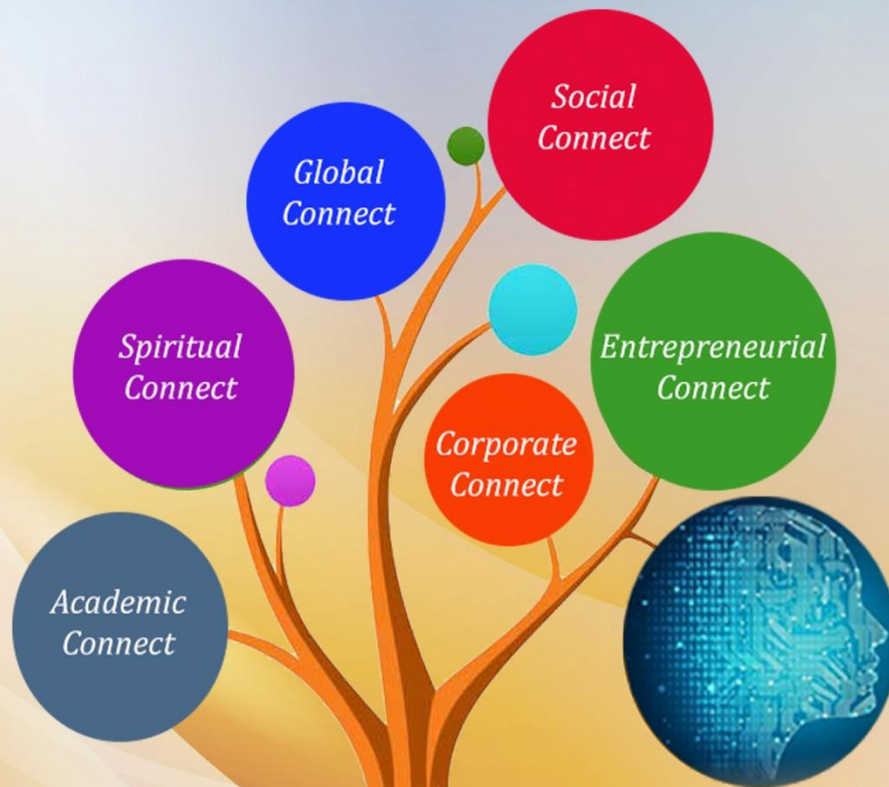 Social
Connect
Global
Connect
Spiritual
Connect
Entrepreneurial
Connect
Corporate
Connect
Academic
Connect